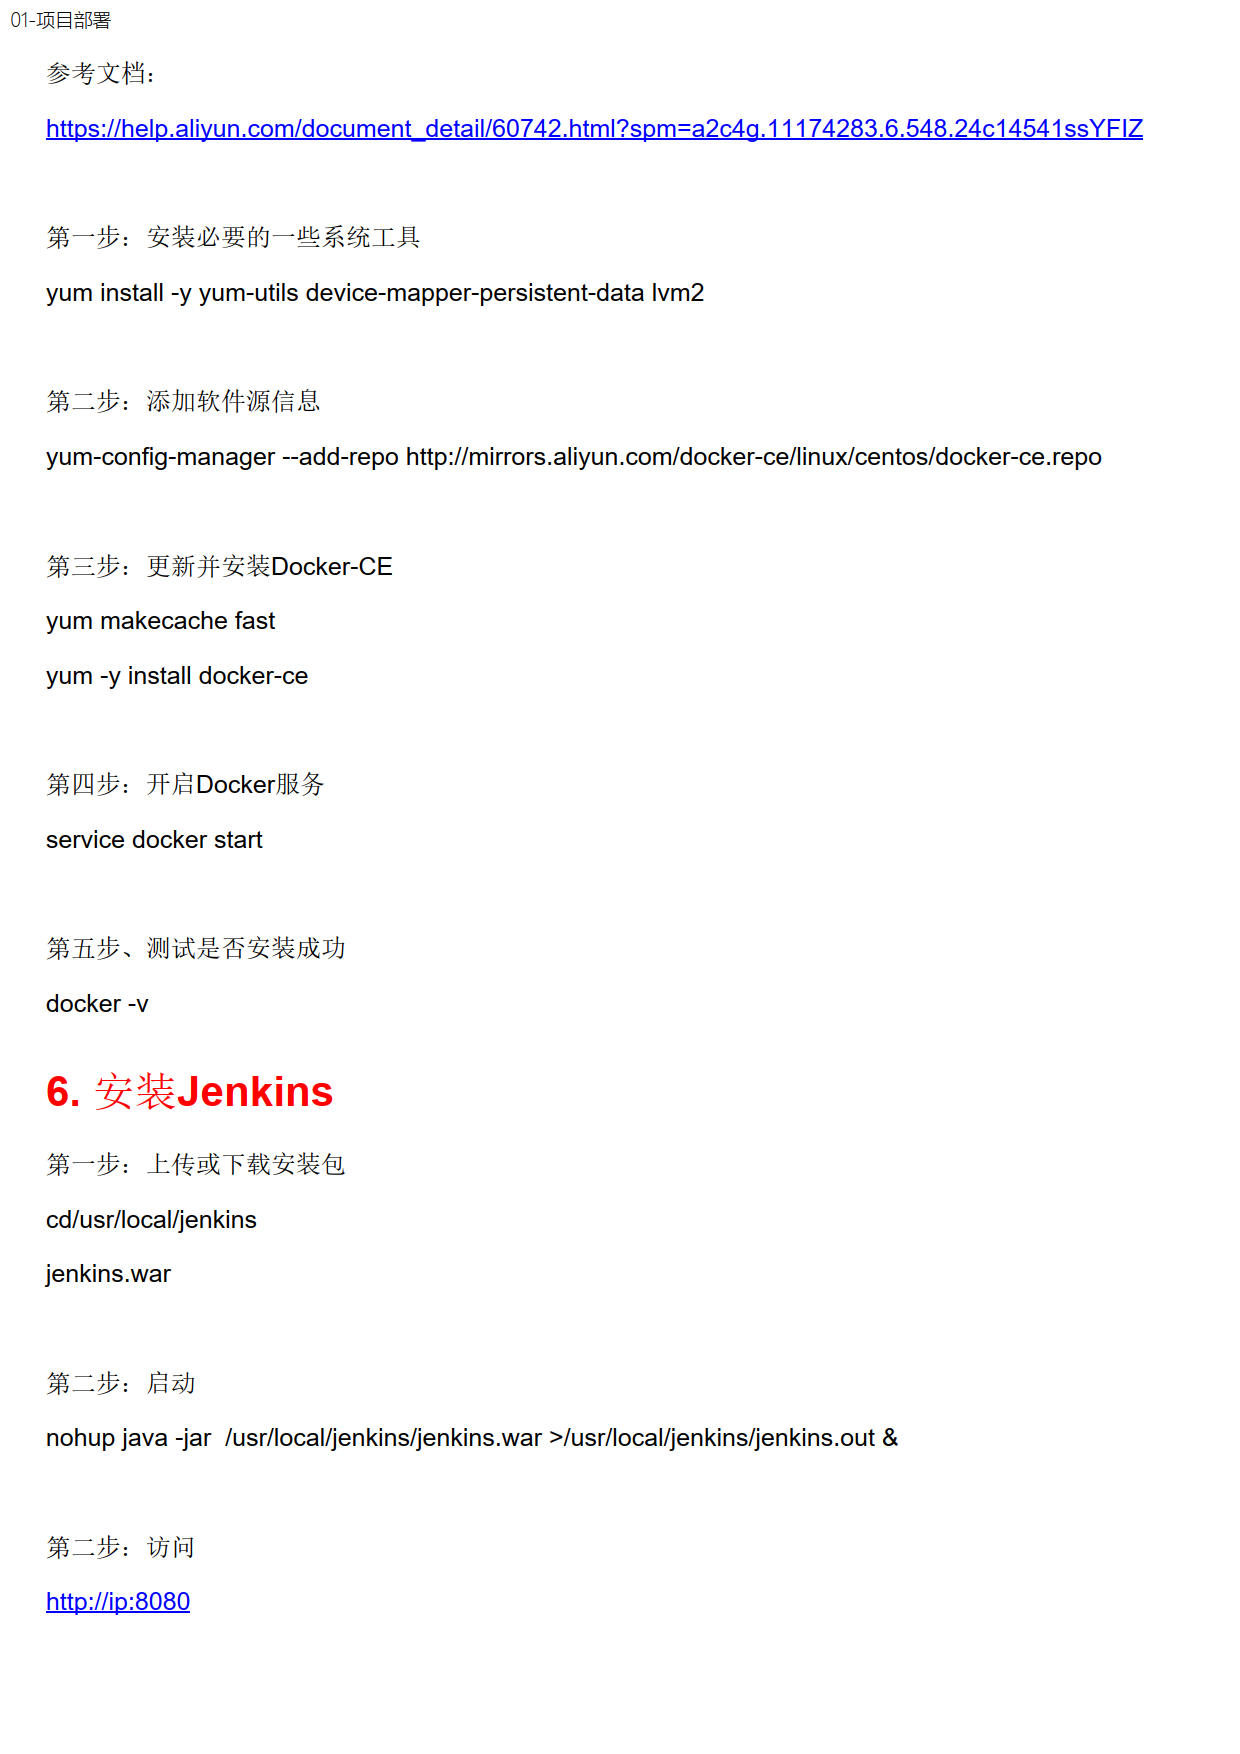 01-项目部署
参考文档：
https://help.aliyun.com/document_detail/60742.html?spm=a2c4g.11174283.6.548.24c14541ssYFIZ
第一步：安装必要的一些系统工具
yum install -y yum-utils device-mapper-persistent-data lvm2
第二步：添加软件源信息
yum-config-manager --add-repo http://mirrors.aliyun.com/docker-ce/linux/centos/docker-ce.repo
第三步：更新并安装Docker-CE
yum makecache fast
yum -y install docker-ce
第四步：开启Docker服务
service docker start
第五步、测试是否安装成功
docker -v
6. 安装Jenkins
第一步：上传或下载安装包
cd/usr/local/jenkins
jenkins.war
第二步：启动
nohup java -jar  /usr/local/jenkins/jenkins.war >/usr/local/jenkins/jenkins.out &
第二步：访问
http://ip:8080